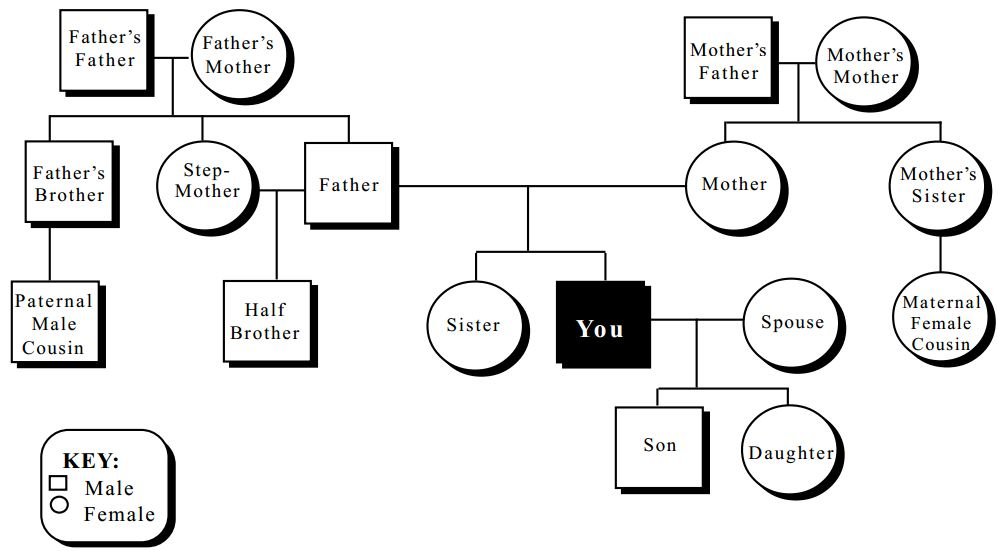 Father's
Father
Father's
Mother
Mother's
Father
Mother's
Mother
Father's
Brother
Step-
Mother
Father
Mother
Mother's
Sister
Paternal
Male
Cousin
Half
Brother
Sister
You
Spouse
Maternal
Female
Cousin
Son
Daughter
KEY:
Male
Female